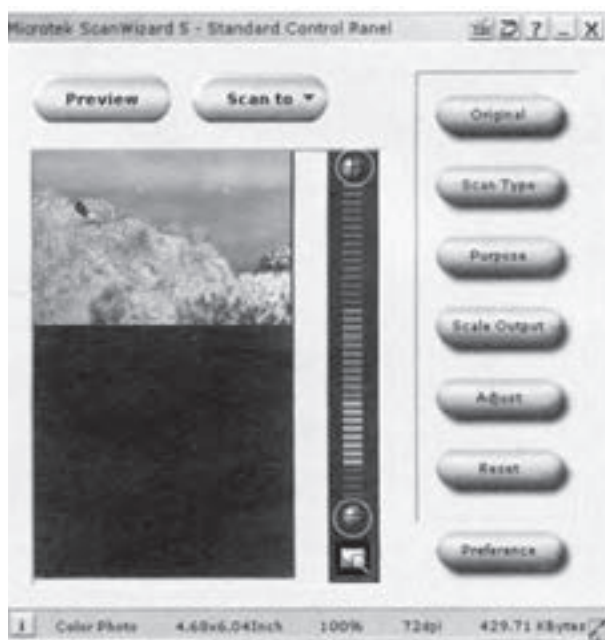 Microtek ScanWizard 5 - Standard Control Panel
? _ X
Preview
Scan to
Original
Scan Type
Purpose
Scale Output
Adjust
Reset
Preference
i Color Photo 4.68x6.04Inch 100% 72dpi 429.71 KBytes